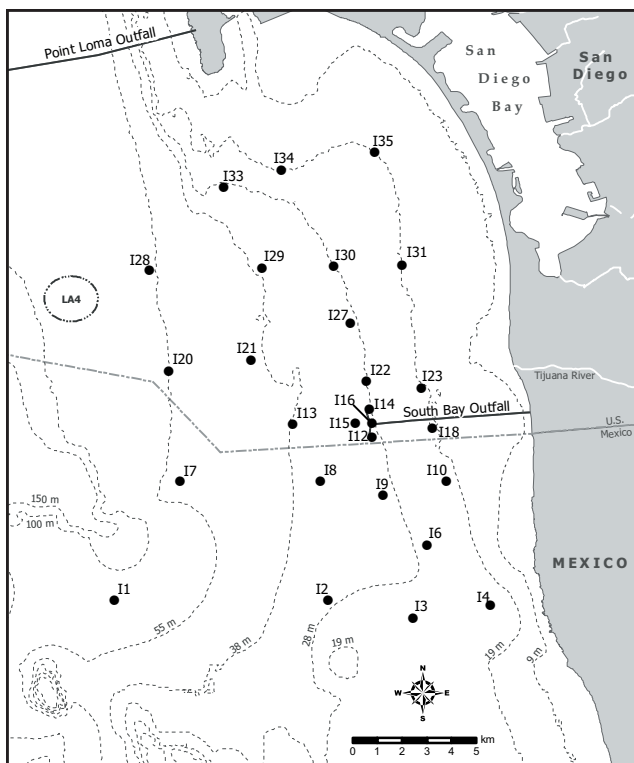 Point Loma Outfall
San
Diego
Bay
San
Diego
I35
I34
I33
I28
I29
I30
I31
LA4
I27
I21
I20
I22
I23
Tijuana River
I16
I14
South Bay Outfall
I13
I15
I18
U.S.
I12
Mexico
I7
I8
I10
I9
150 m
100 m
I6
MEXICO
I1
I2
I4
I3
55 m
38 m
28 m
19 m
19 m
9 m
N
W
E
S
km
0 1 2 3 4 5